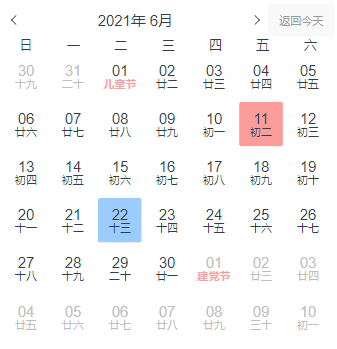 2021年 6月 返回今天
日 一 二 三 四 五 六
30 31 01 02 03 04 05
十九 二十 儿童节 廿二 廿三 廿四 廿五
06 07 08 09 10 11 12
廿六 廿七 廿八 廿九 初一 初二 初三
13 14 15 16 17 18 19
初四 初五 初六 初七 初八 初九 初十
20 21 22 23 24 25 26
十一 十二 十三 十四 十五 十六 十七
27 28 29 30 01 02 03
十八 十九 二十 廿一 建党节 廿三 廿四
04 05 06 07 08 09 10
廿五 廿六 廿七 廿八 廿九 三十 初一